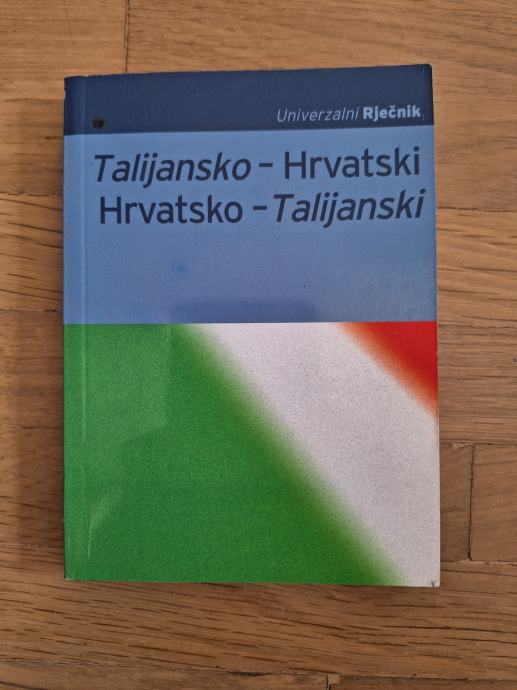 Univerzalni Rječnik
Talijansko – Hrvatski
Hrvatsko – Talijanski